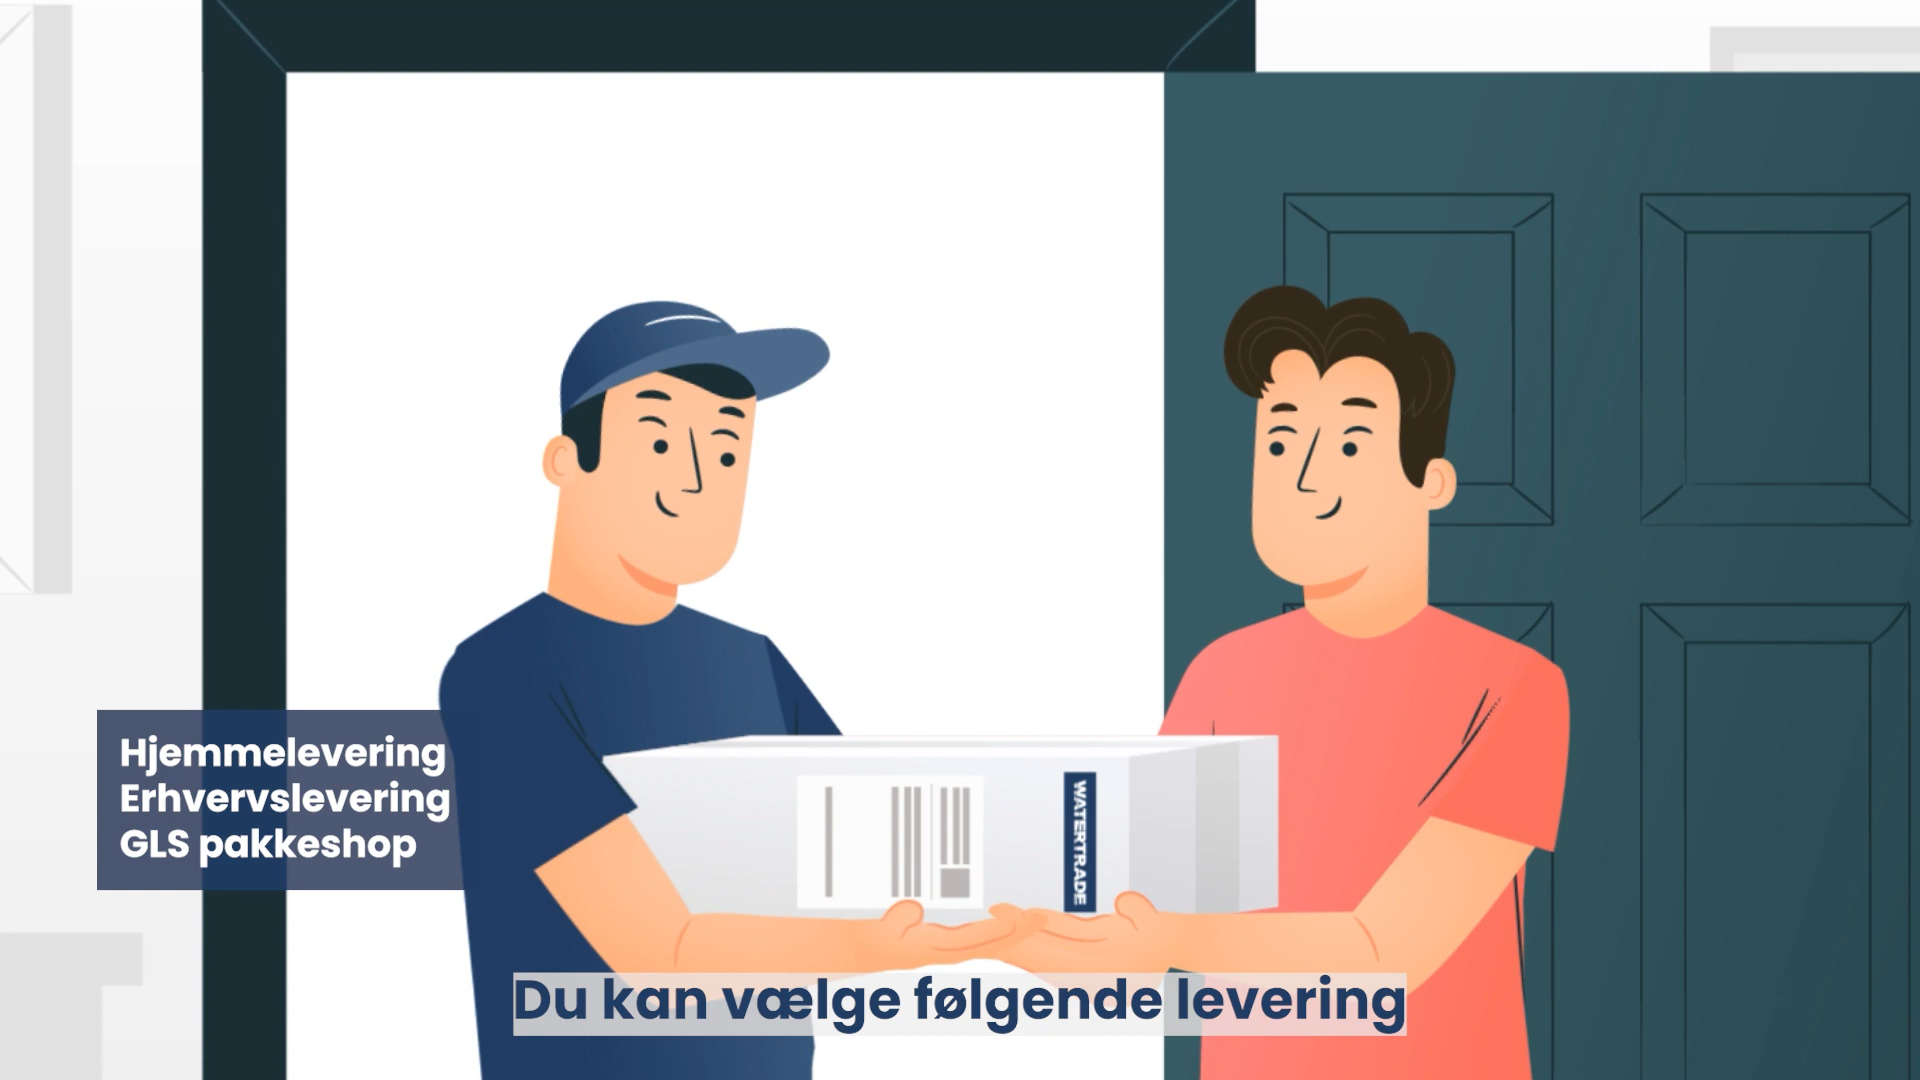 Hjemmelevering
Erhvervslevering
GLS pakkeshop
WATERTRADE
Du kan vælge følgende levering